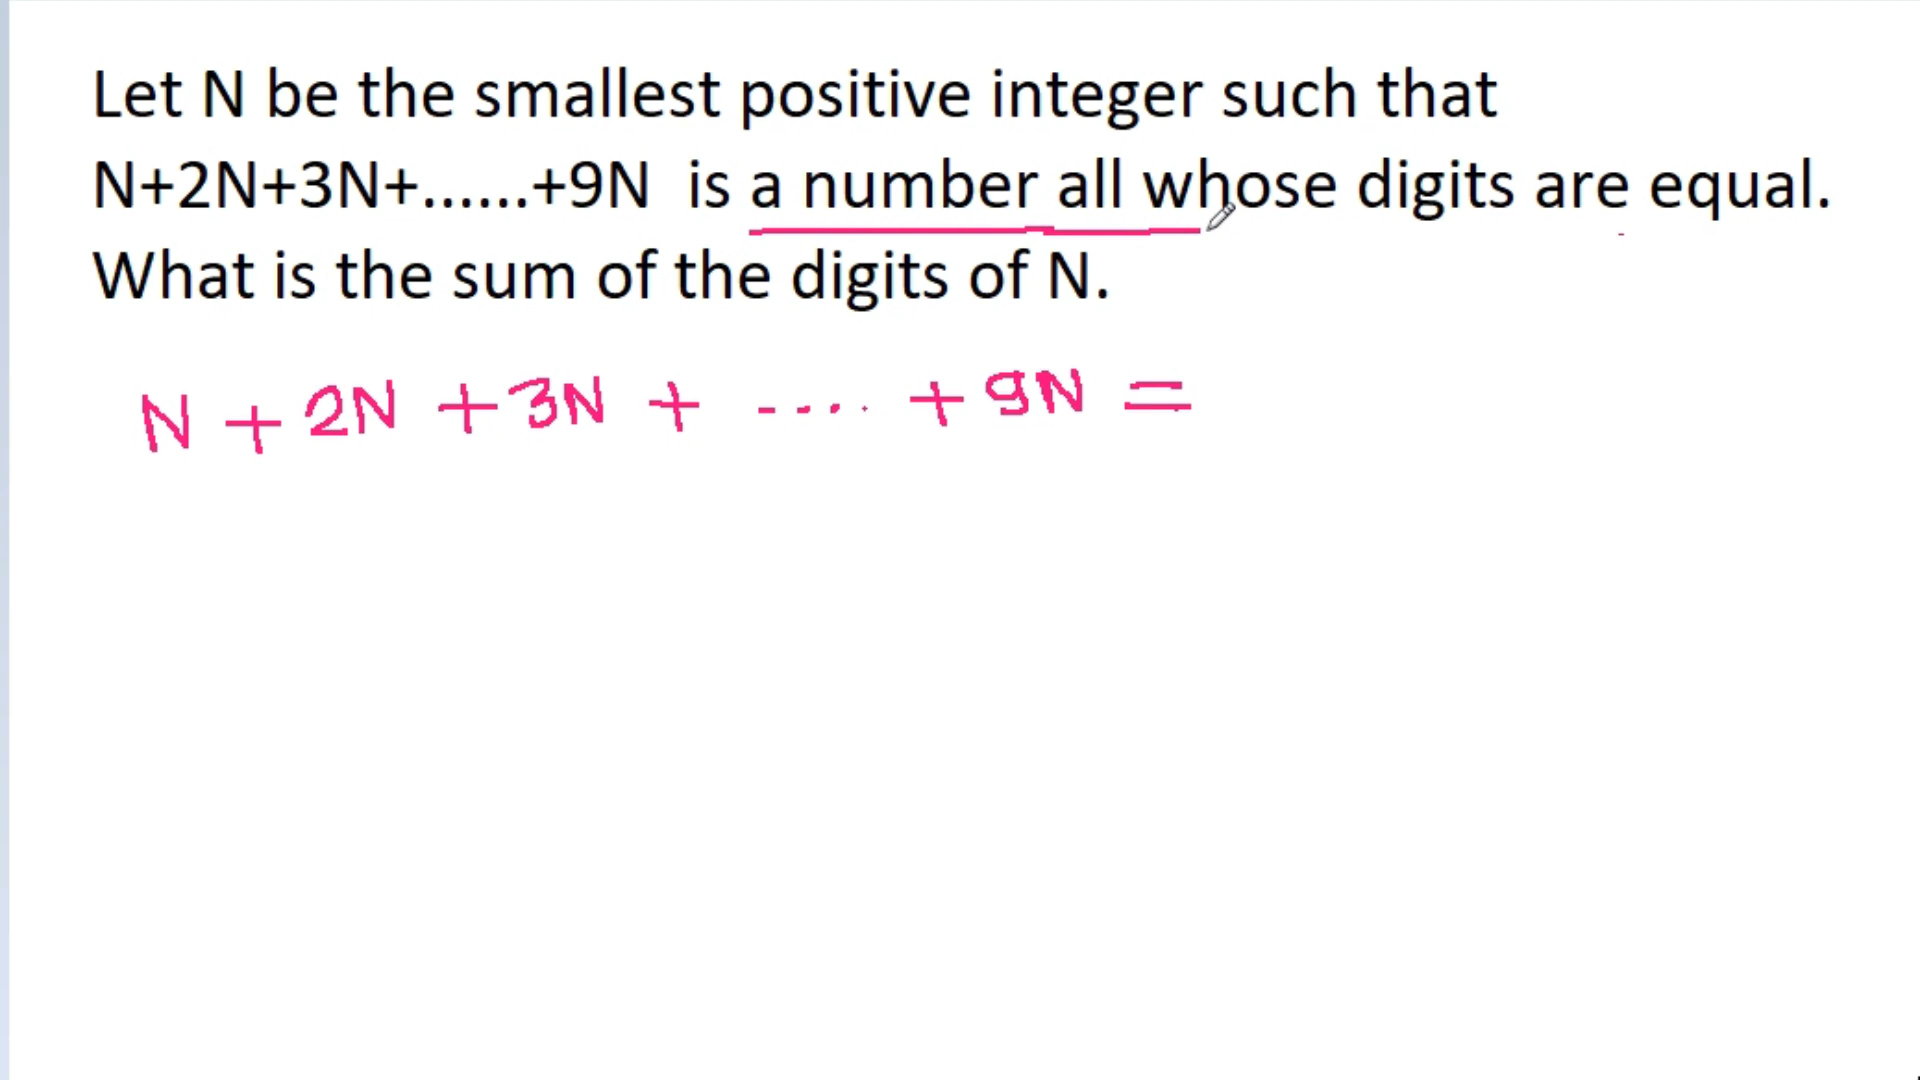 Let N be the smallest positive integer such that
N+2N+3N+......+9N is a number all whose digits are equal.
What is the sum of the digits of N.
N + 2N + 3N + ..... + 9N =